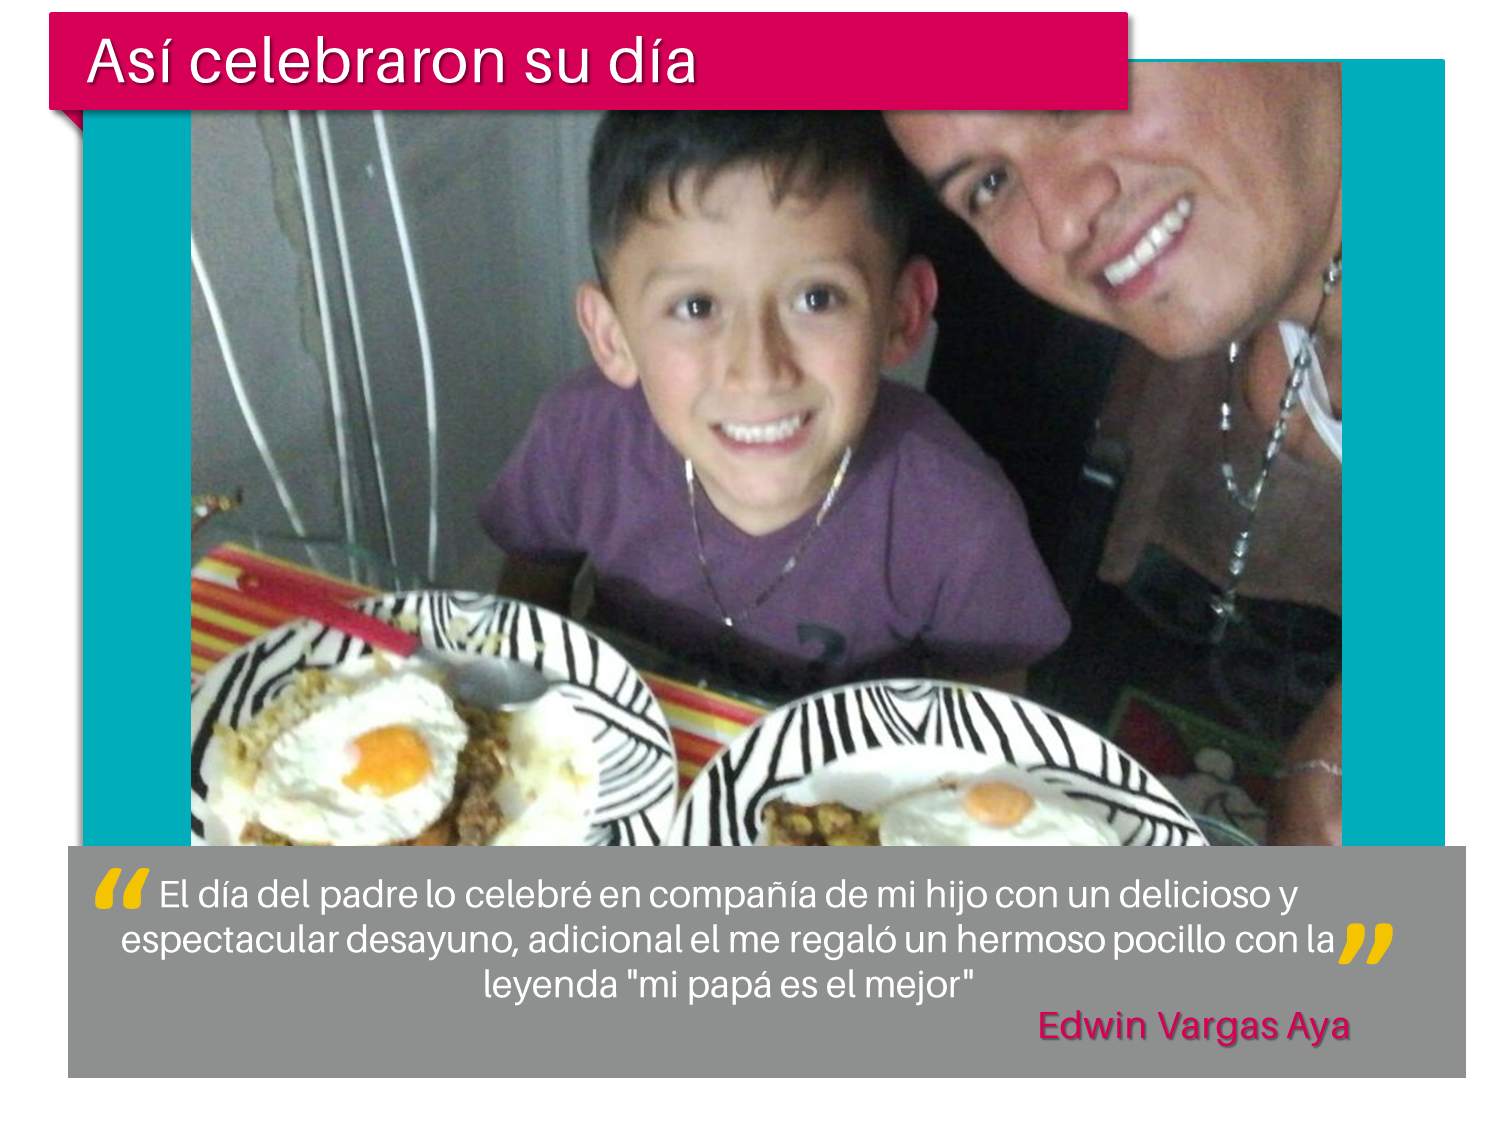 Así celebraron su día
“ El día del padre lo celebré en compañía de mi hijo con un delicioso y
espectacular desayuno, adicional el me regaló un hermoso pocillo con la ”
leyenda "mi papá es el mejor"
Edwin Vargas Aya